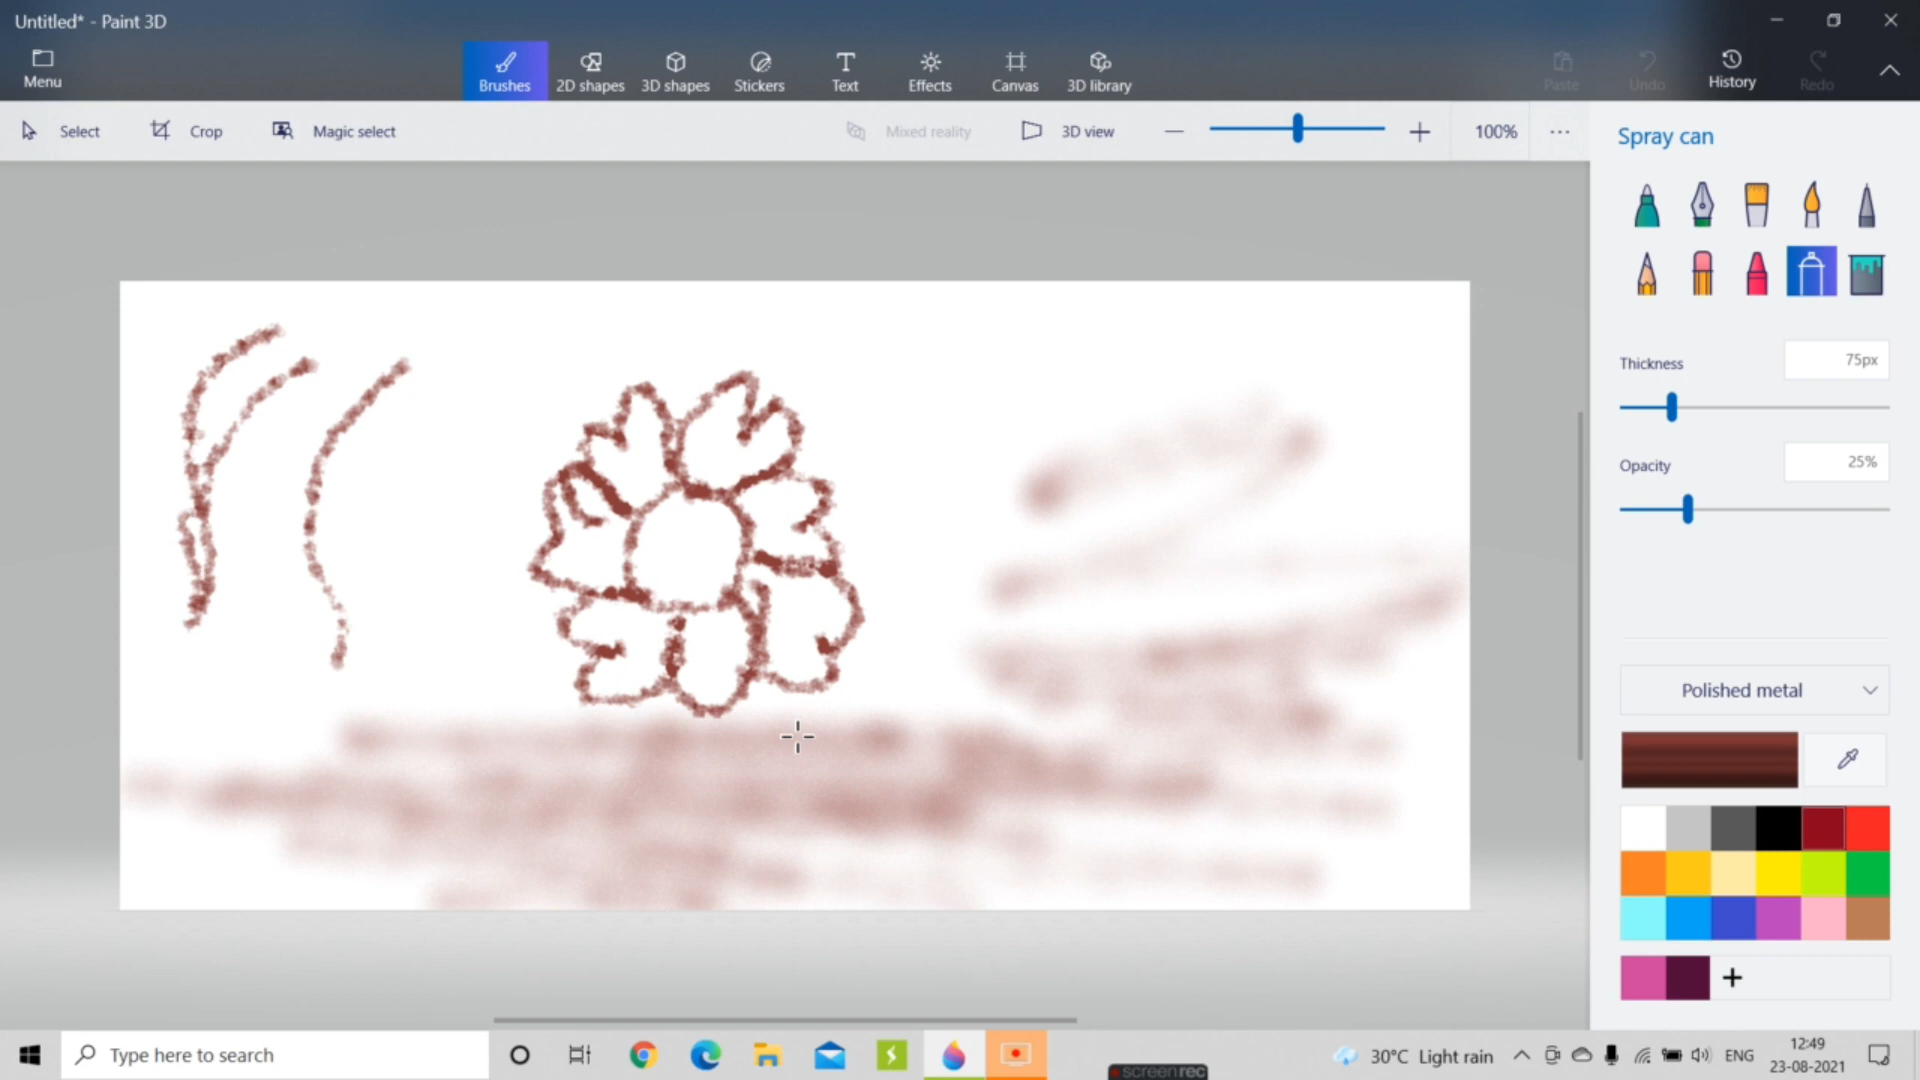 Untitled* - Paint 3D
Menu
Brushes
2D shapes
3D shapes
Stickers
Text
Effects
Canvas
3D library
Paste
Undo
History
Redo
Select
Crop
Magic select
Mixed reality
3D view
100%
Spray can
Thickness
75px
Opacity
25%
Polished metal
Type here to search
30°C Light rain
ENG
12:49
23-08-2021
screenrec